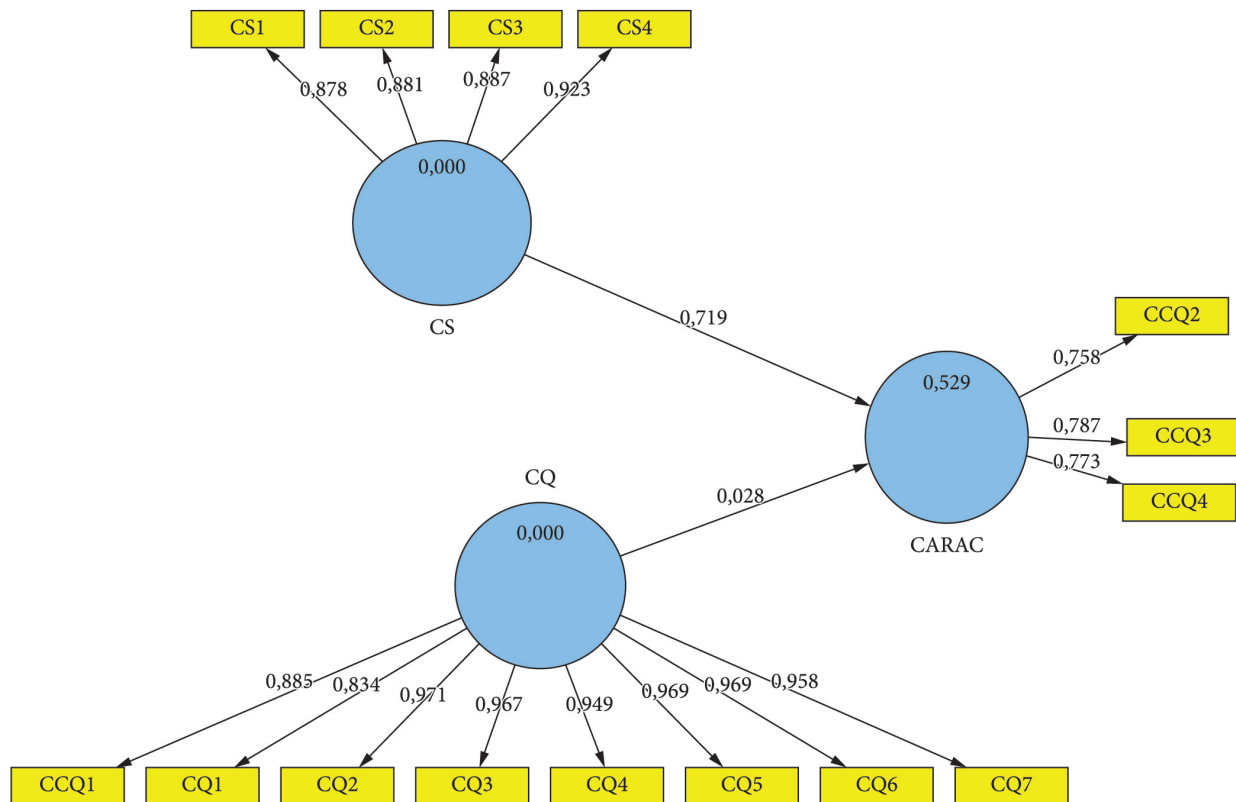 CS1 CS2 CS3 CS4
0,878 0,881 0,887 0,923
0,000
CS
0,719
CCQ2
0,758
0,529
0,787 CCQ3
0,773
CCQ4
CARAC
CQ
0,028
0,000
0,885 0,834 0,971 0,967 0,949 0,969 0,969 0,958
CCQ1 CQ1 CQ2 CQ3 CQ4 CQ5 CQ6 CQ7